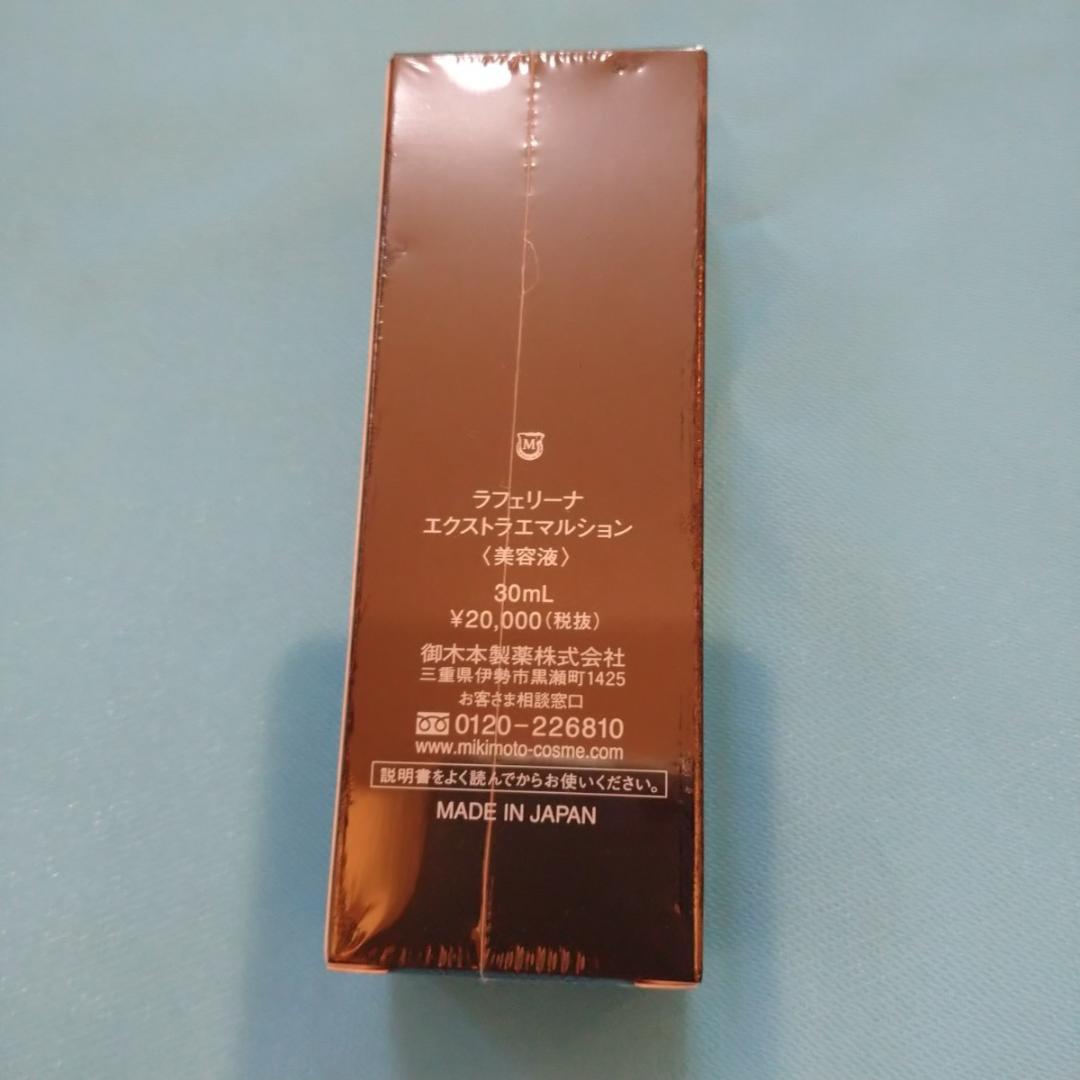 M
ラフェリーナ
エクストラエマルション
〈美容液〉
30mL
¥20,000(税抜)
御木本製薬株式会社
三重県伊勢市黒瀬町1425
お客さま相談窓口
0120-226810
www.mikimoto-cosme.com
説明書をよく読んでからお使いください。
MADE IN JAPAN